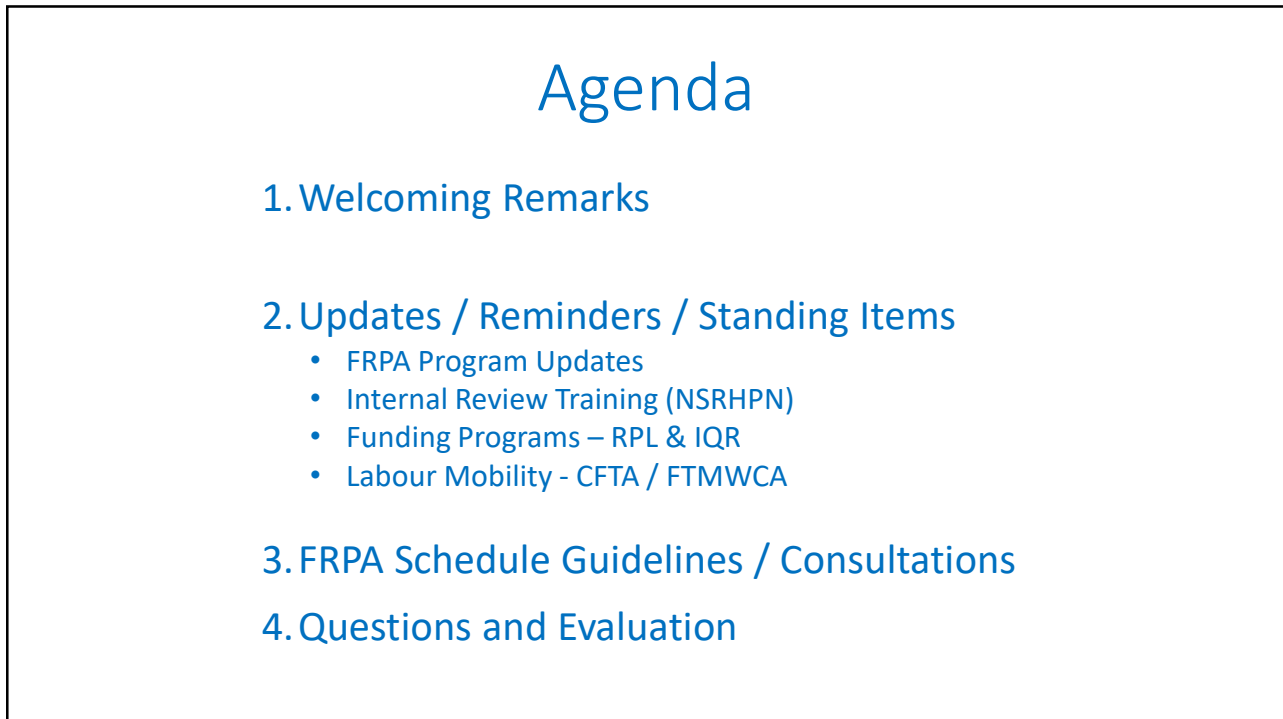 Agenda
1. Welcoming Remarks
2. Updates / Reminders / Standing Items
• FRPA Program Updates
• Internal Review Training (NSRHPN)
• Funding Programs – RPL & IQR
• Labour Mobility - CFTA / FTMWCA
3. FRPA Schedule Guidelines / Consultations
4. Questions and Evaluation